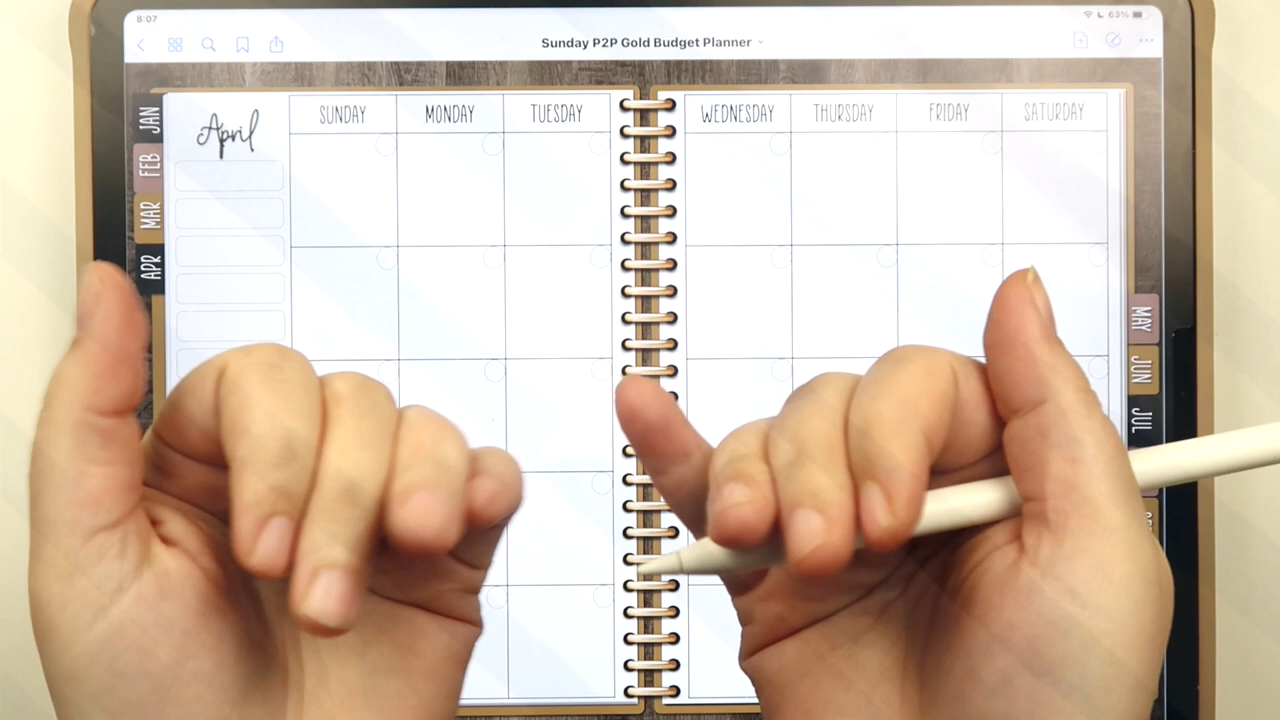 8:07
63%
Sunday P2P Gold Budget Planner
JAN
FEB
MAR
APR
April
SUNDAY
MONDAY
TUESDAY
WEDNESDAY
THURSDAY
FRIDAY
SATURDAY
MAY
JUN
JUL